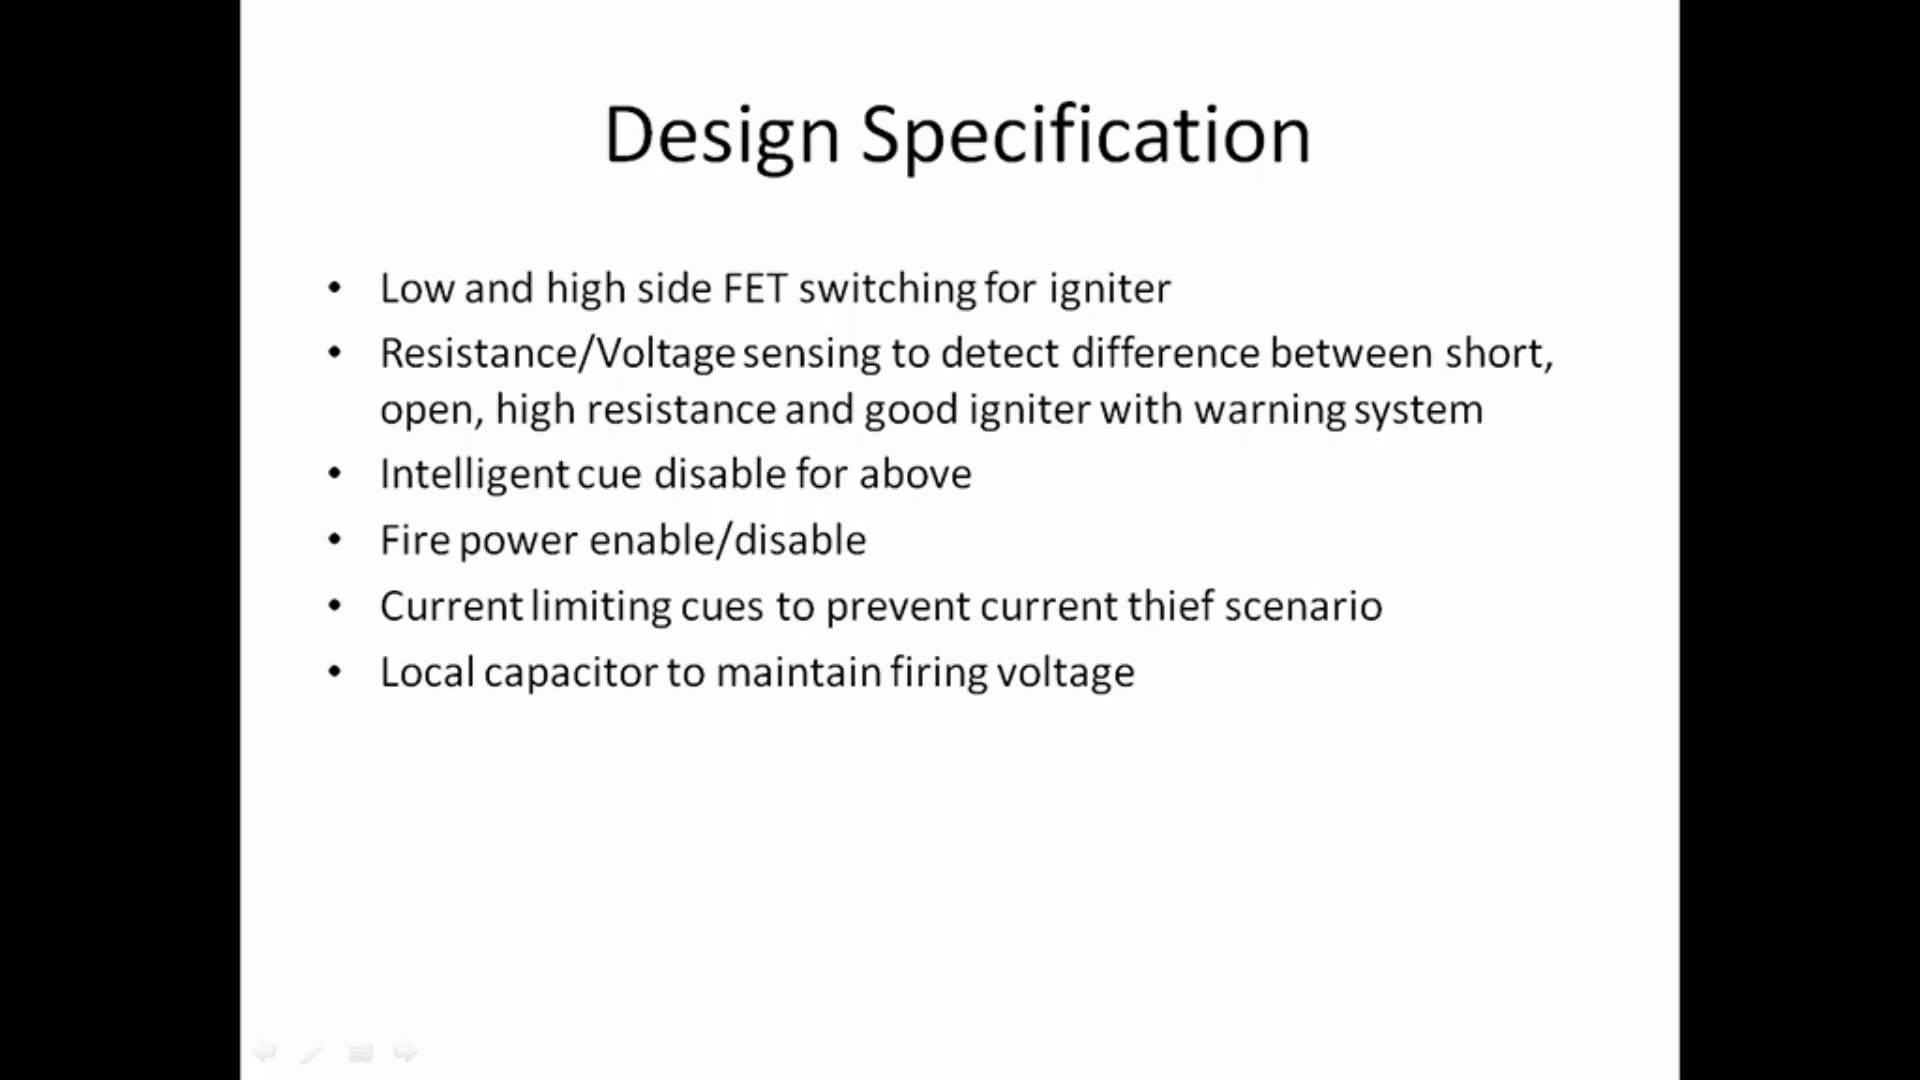 Design Specification
• Low and high side FET switching for igniter
• Resistance/Voltage sensing to detect difference between short,
open, high resistance and good igniter with warning system
• Intelligent cue disable for above
• Fire power enable/disable
• Current limiting cues to prevent current thief scenario
• Local capacitor to maintain firing voltage